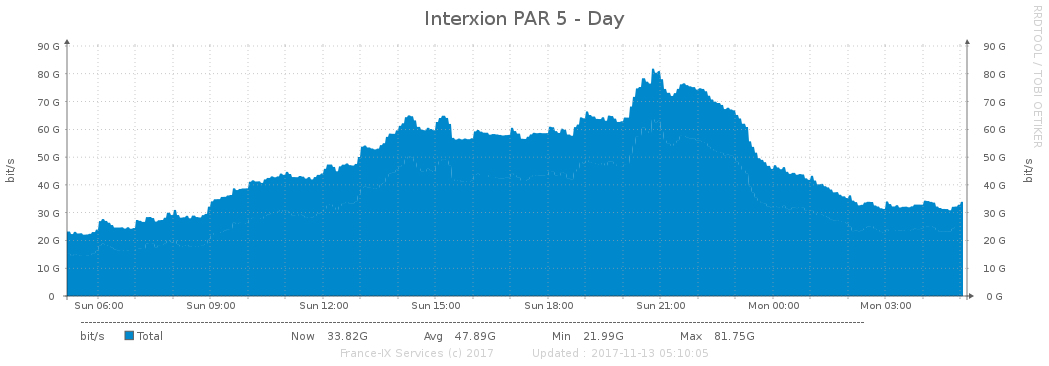 Interxion PAR 5 - Day
RRDTOOL / TOBI OETIKER
bit/s
90 G 90 G
80 G 80 G
70 G 70 G
60 G 60 G
50 G 50 G
40 G 40 G
30 G 30 G
20 G 20 G
10 G 10 G
0 0 G
bit/s
Sun 06:00 Sun 09:00 Sun 12:00 Sun 15:00 Sun 18:00 Sun 21:00 Mon 00:00 Mon 03:00
bit/s Total Now 33.82G Avg 47.89G Min 21.99G Max 81.75G
France-IX Services (c) 2017 Updated : 2017-11-13 05:10:05